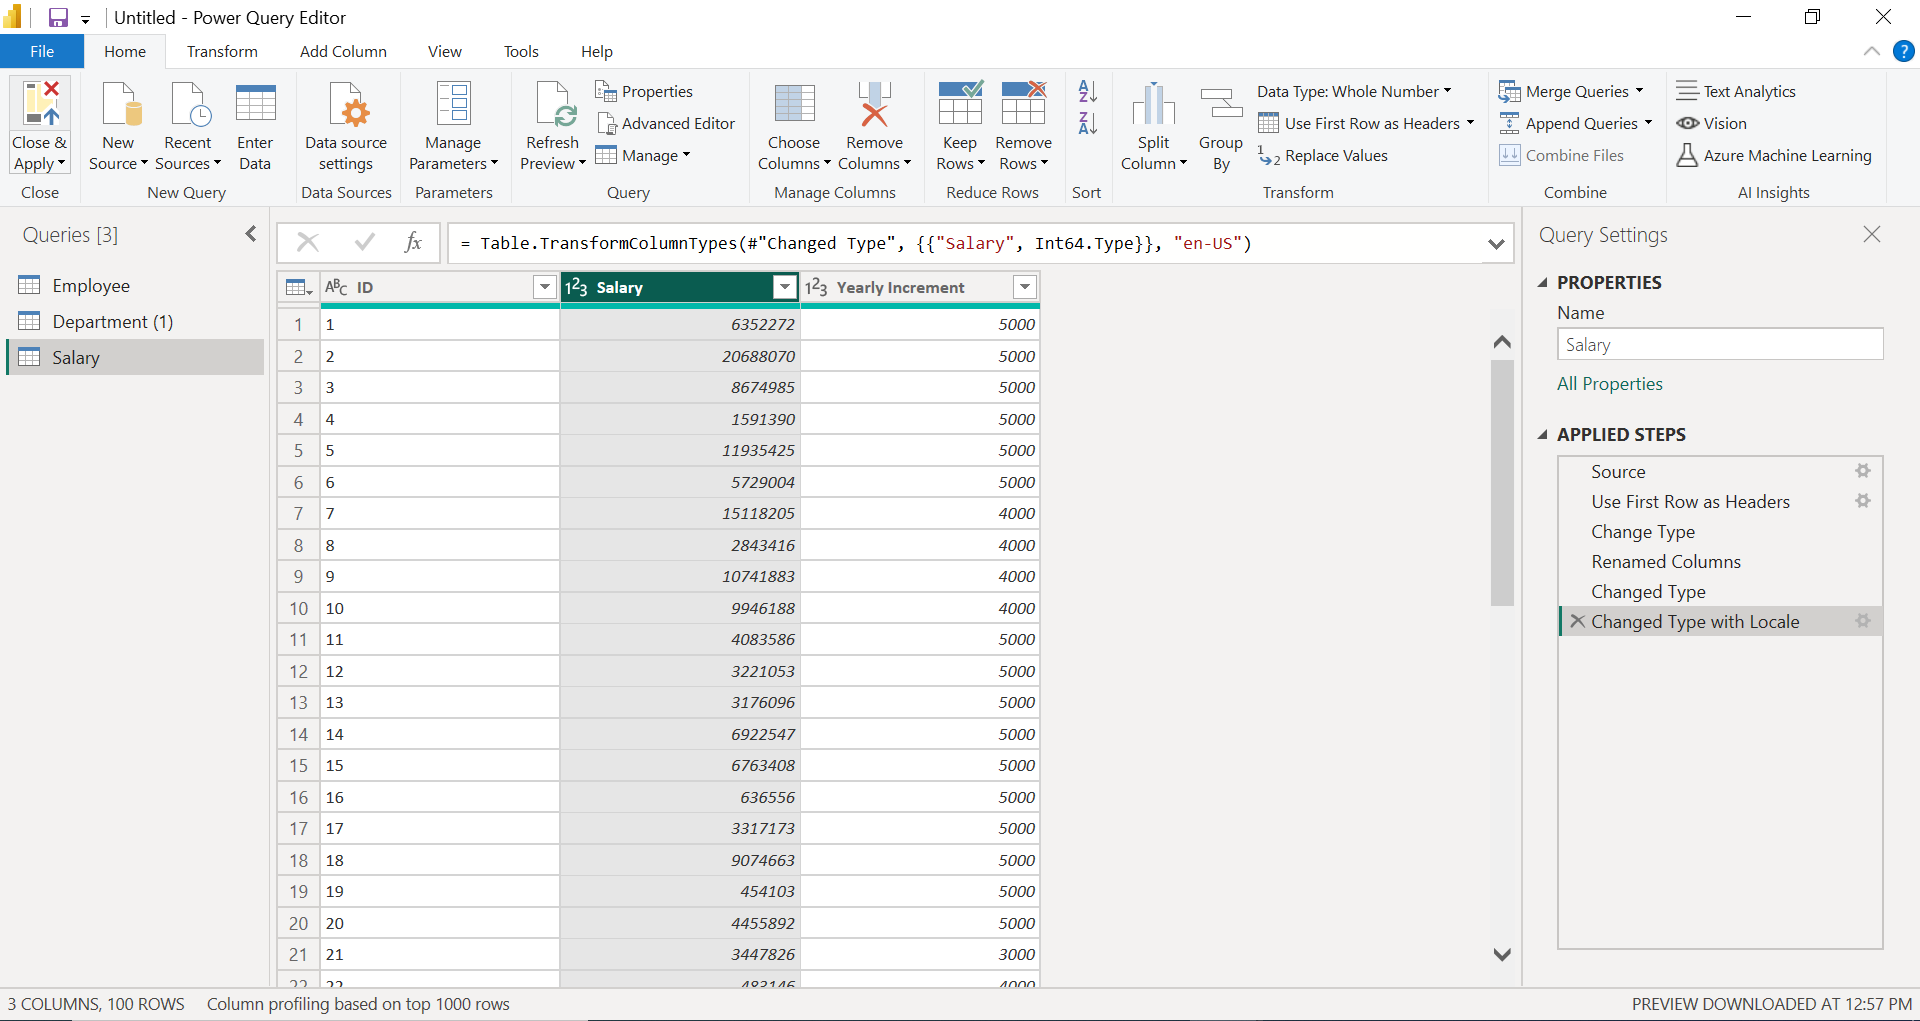 Untitled - Power Query Editor
File Home Transform Add Column View Tools Help
Close & Apply
New Source
Recent Sources
Enter Data
Data source settings
Manage Parameters
Refresh Preview
Properties
Advanced Editor
Manage
Choose Columns
Remove Columns
Keep Rows
Remove Rows
Split Column
Group By
Data Type: Whole Number
Use First Row as Headers
Replace Values
Merge Queries
Append Queries
Combine Files
Text Analytics
Vision
Azure Machine Learning
Close New Query Data Sources Parameters Query Manage Columns Reduce Rows Sort Transform Combine AI Insights
Queries [3]
Employee
Department (1)
Salary
fx = Table.TransformColumnTypes(#"Changed Type", {{"Salary", Int64.Type}}, "en-US")
ABC ID 123 Salary 123 Yearly Increment
1 1 6352272 5000
2 2 20688070 5000
3 3 8674985 5000
4 4 1591390 5000
5 5 11935425 5000
6 6 5729004 5000
7 7 15118205 4000
8 8 2843416 4000
9 9 10741883 4000
10 10 9946188 4000
11 11 4083586 5000
12 12 3221053 5000
13 13 3176096 5000
14 14 6922547 5000
15 15 6763408 5000
16 16 636556 5000
17 17 3317173 5000
18 18 9074663 5000
19 19 454103 5000
20 20 4455892 5000
21 21 3447826 3000
22 22 483146 4000
Query Settings
PROPERTIES
Name
Salary
All Properties
APPLIED STEPS
Source
Use First Row as Headers
Change Type
Renamed Columns
Changed Type
Changed Type with Locale
3 COLUMNS, 100 ROWS Column profiling based on top 1000 rows
PREVIEW DOWNLOADED AT 12:57 PM